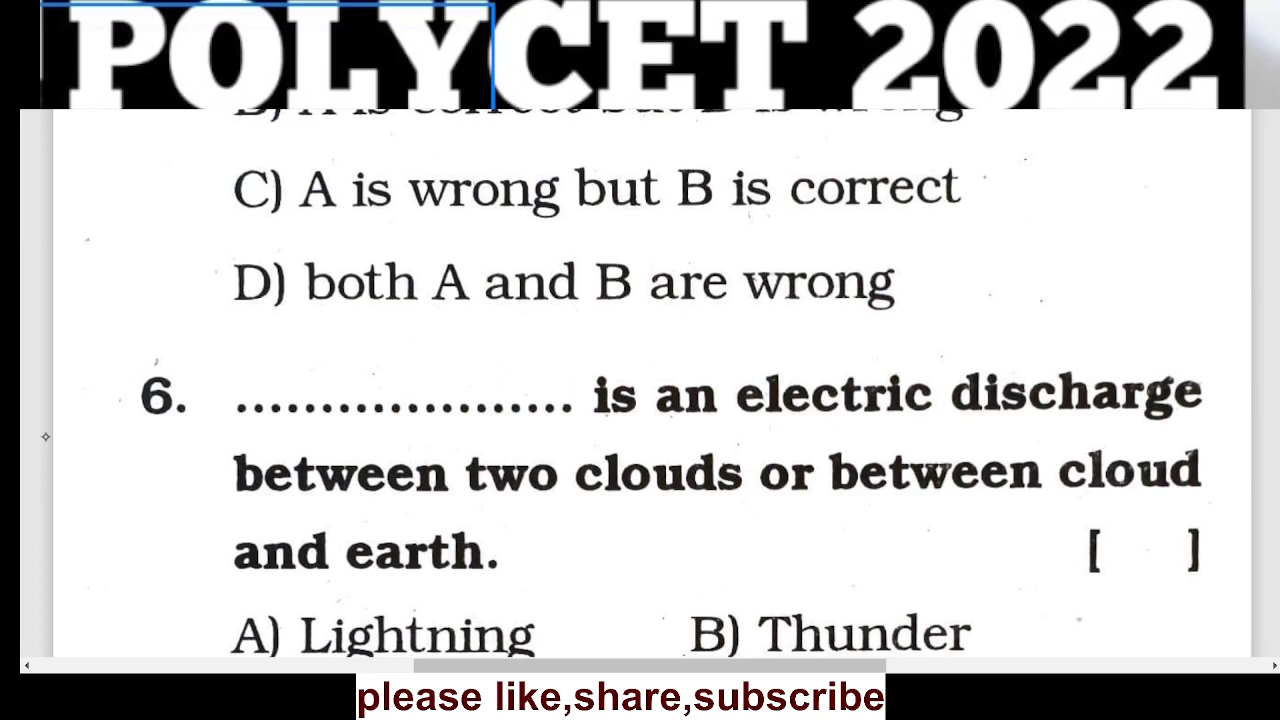 POLYCET 2022
C) A is wrong but B is correct
D) both A and B are wrong
6. .................... is an electric discharge
between two clouds or between cloud
and earth. [ ]
A) Lightning B) Thunder
please like,share,subscribe